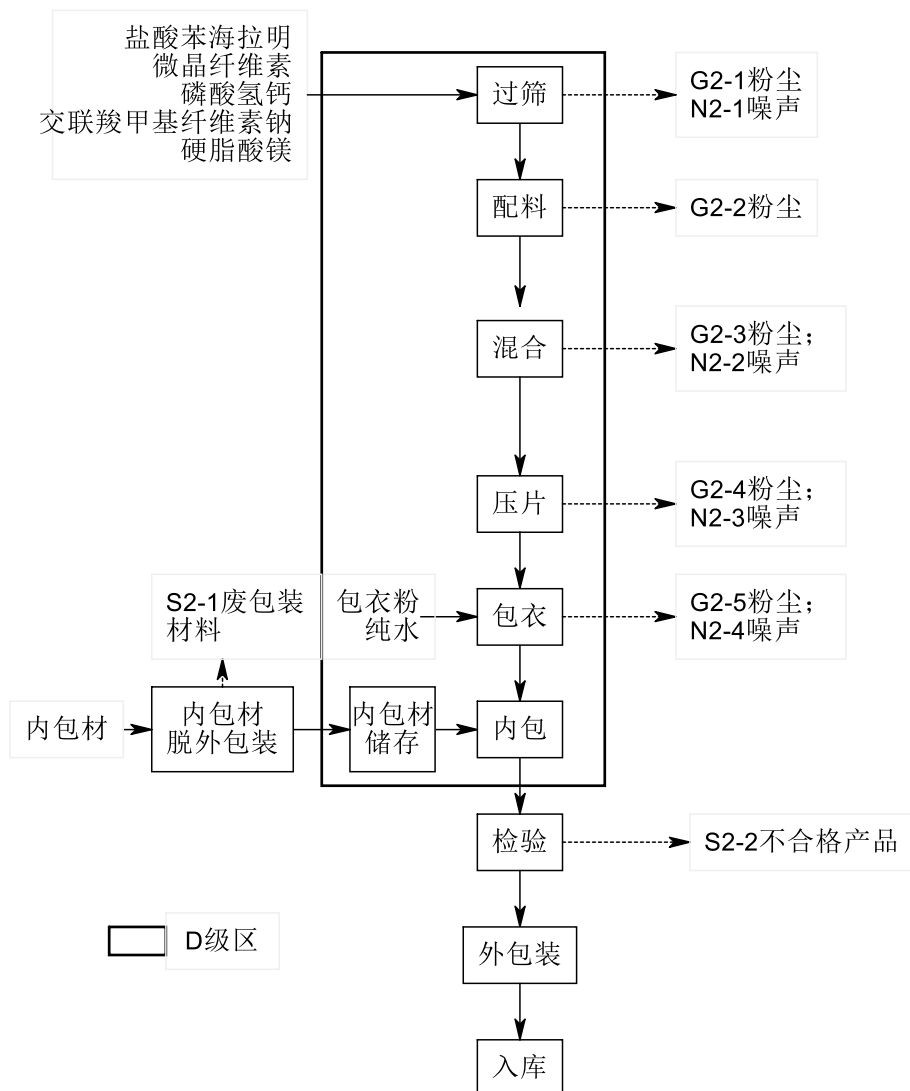 盐酸苯海拉明
微晶纤维素
磷酸氢钙
交联羧甲基纤维素钠
硬脂酸镁
过筛
G2-1粉尘
N2-1噪声
配料
G2-2粉尘
混合
G2-3粉尘；
N2-2噪声
压片
G2-4粉尘；
N2-3噪声
S2-1废包装
材料
包衣粉
纯水
包衣
G2-5粉尘；
N2-4噪声
内包材
内包材
脱外包装
内包材
储存
内包
检验
S2-2不合格产品
D级区
外包装
入库